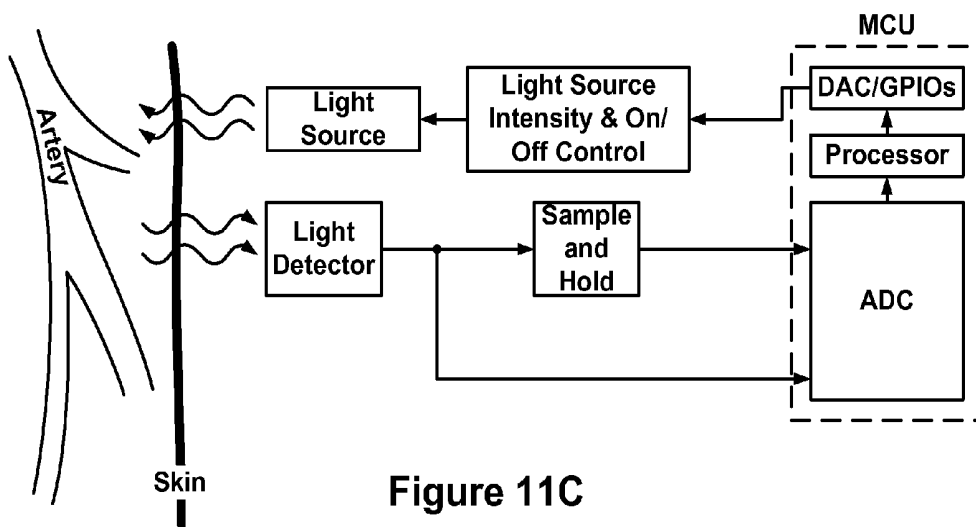 MCU
Light
Source
Light Source
Intensity & On/
Off Control
DAC/GPIOs
Processor
Artery
Light
Detector
Sample
and
Hold
ADC
Skin
Figure 11C